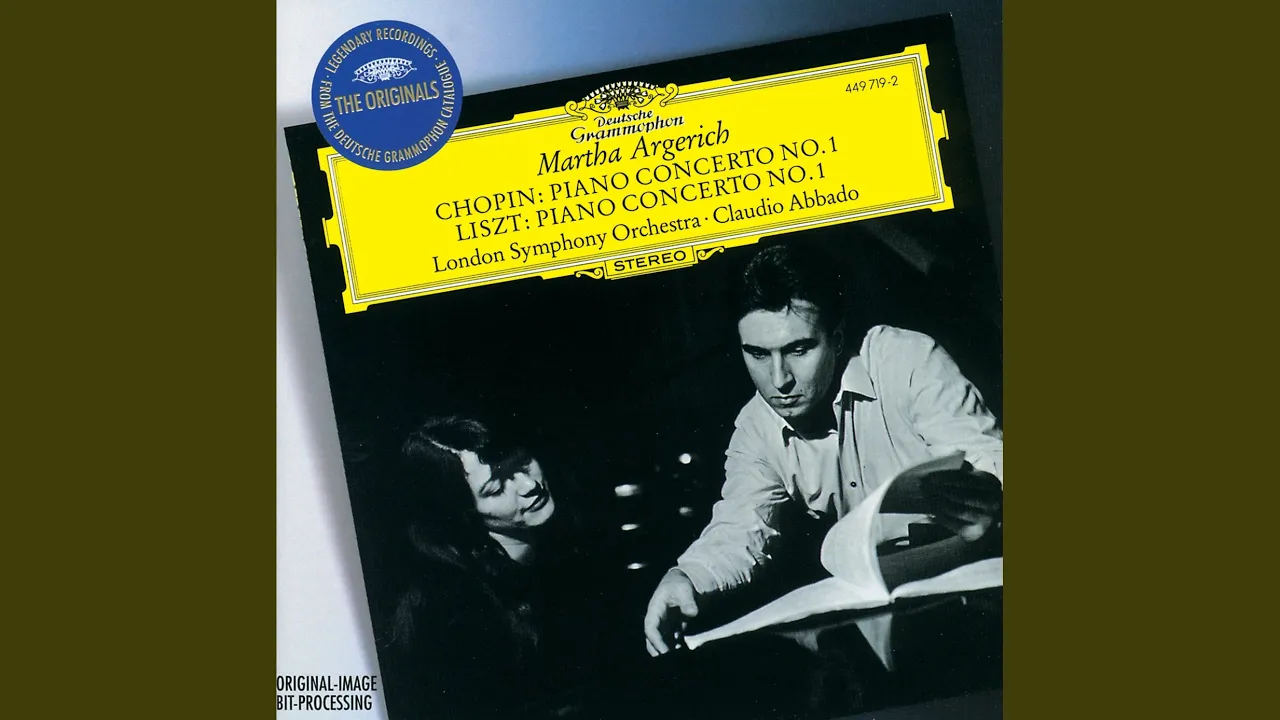 LEGENDARY RECORDINGS
THE ORIGINALS
FROM THE DEUTSCHE GRAMMOPHON CATALOGUE
449 719-2
Deutsche
Grammophon
Martha Argerich
CHOPIN: PIANO CONCERTO NO. 1
LISZT: PIANO CONCERTO NO. 1
London Symphony Orchestra · Claudio Abbado
STEREO
ORIGINAL-IMAGE
BIT-PROCESSING